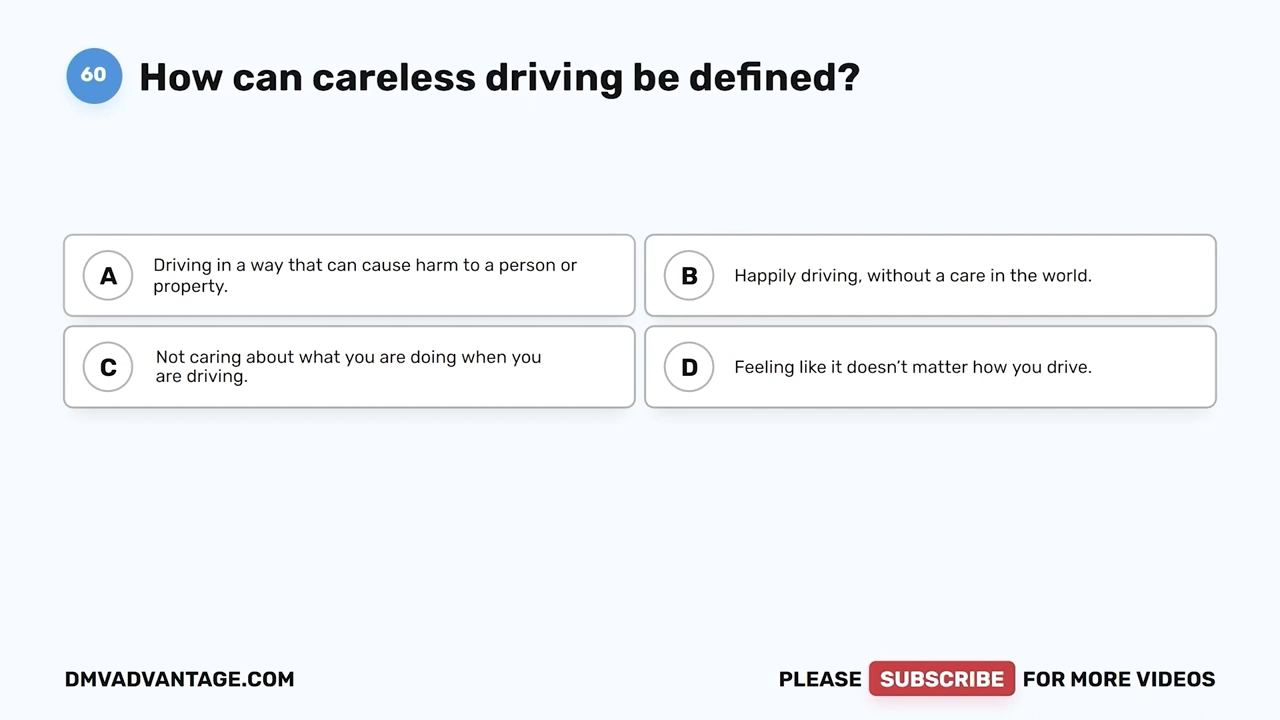 60
How can careless driving be defined?
A
Driving in a way that can cause harm to a person or
property.
B
Happily driving, without a care in the world.
C
Not caring about what you are doing when you
are driving.
D
Feeling like it doesn’t matter how you drive.
DMVADVANTAGE.COM
PLEASE SUBSCRIBE FOR MORE VIDEOS